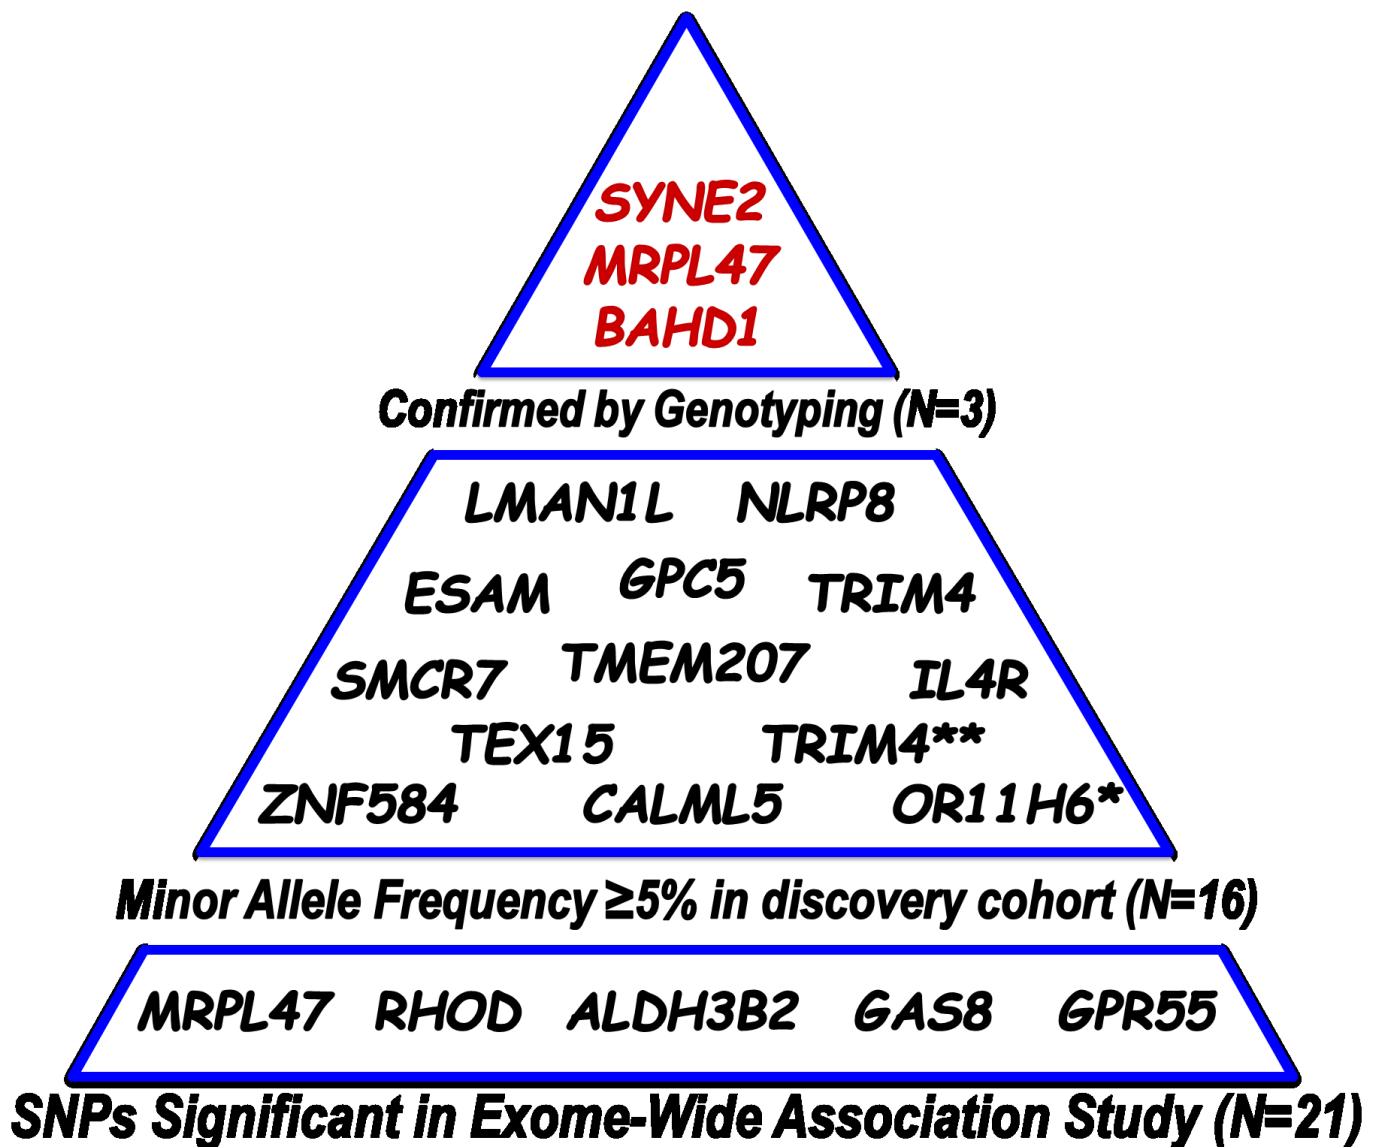 SYNE2
MRPL47
BAHD1
Confirmed by Genotyping (N=3)
LMAN1L NLRP8
ESAM GPC5 TRIM4
SMCR7 TMEM207 IL4R
TEX15 TRIM4**
ZNF584 CALML5 OR11H6*
Minor Allele Frequency ≥5% in discovery cohort (N=16)
MRPL47 RHOD ALDH3B2 GAS8 GPR55
SNPs Significant in Exome-Wide Association Study (N=21)